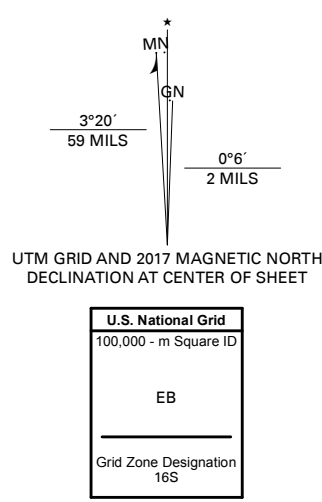 ★
MN
GN
3°20´
59 MILS
0°6´
2 MILS
UTM GRID AND 2017 MAGNETIC NORTH
DECLINATION AT CENTER OF SHEET
U.S. National Grid
100,000 - m Square ID
EB
Grid Zone Designation
16S